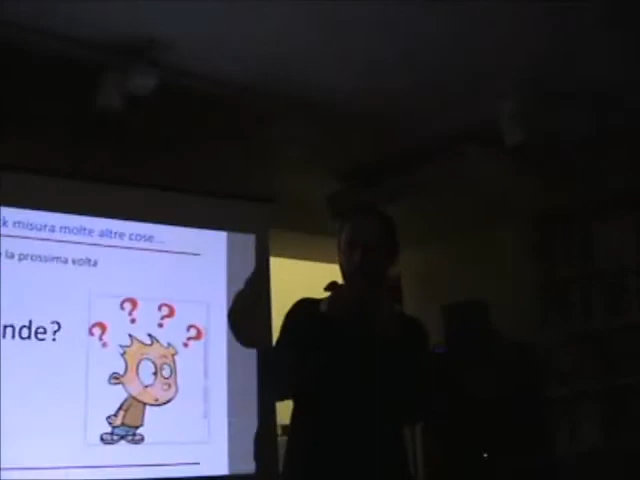 k misura molte altre cose...
la prossima volta
nde?
? ? ? ?